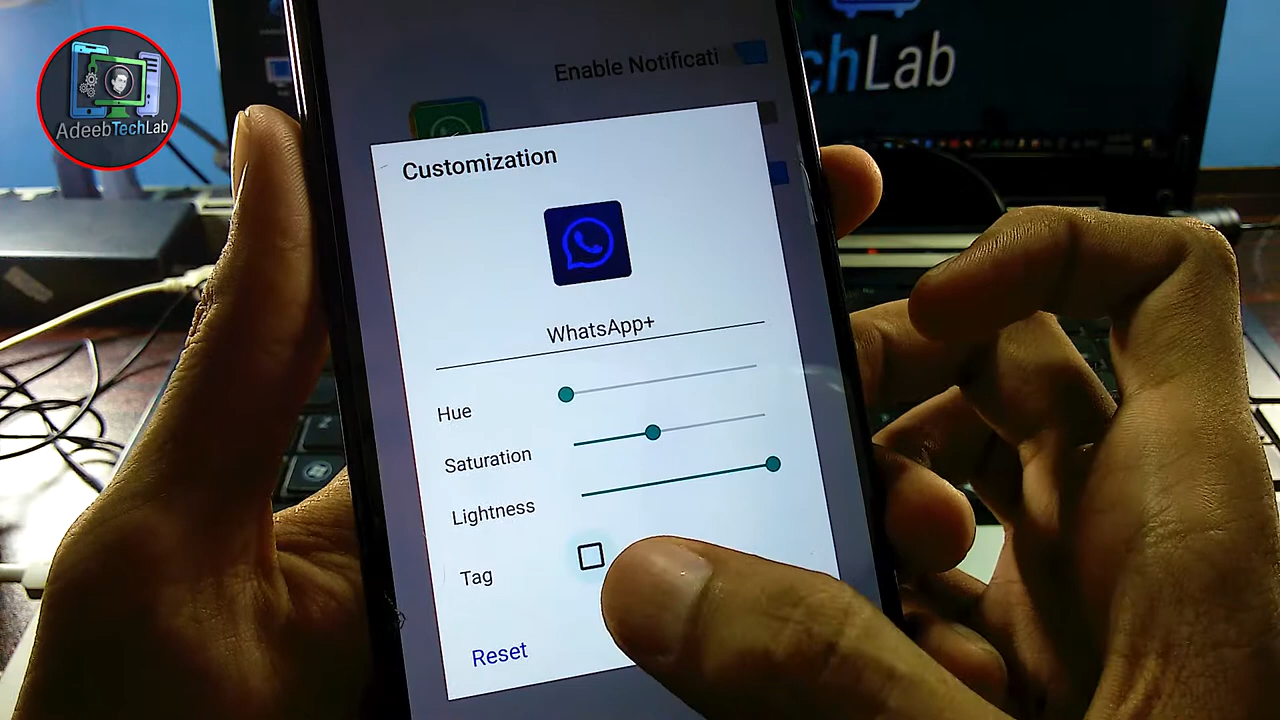 AdeebTechLab
Enable Notificati
chLab
Customization
WhatsApp+
Hue
Saturation
Lightness
Tag
Reset
Z